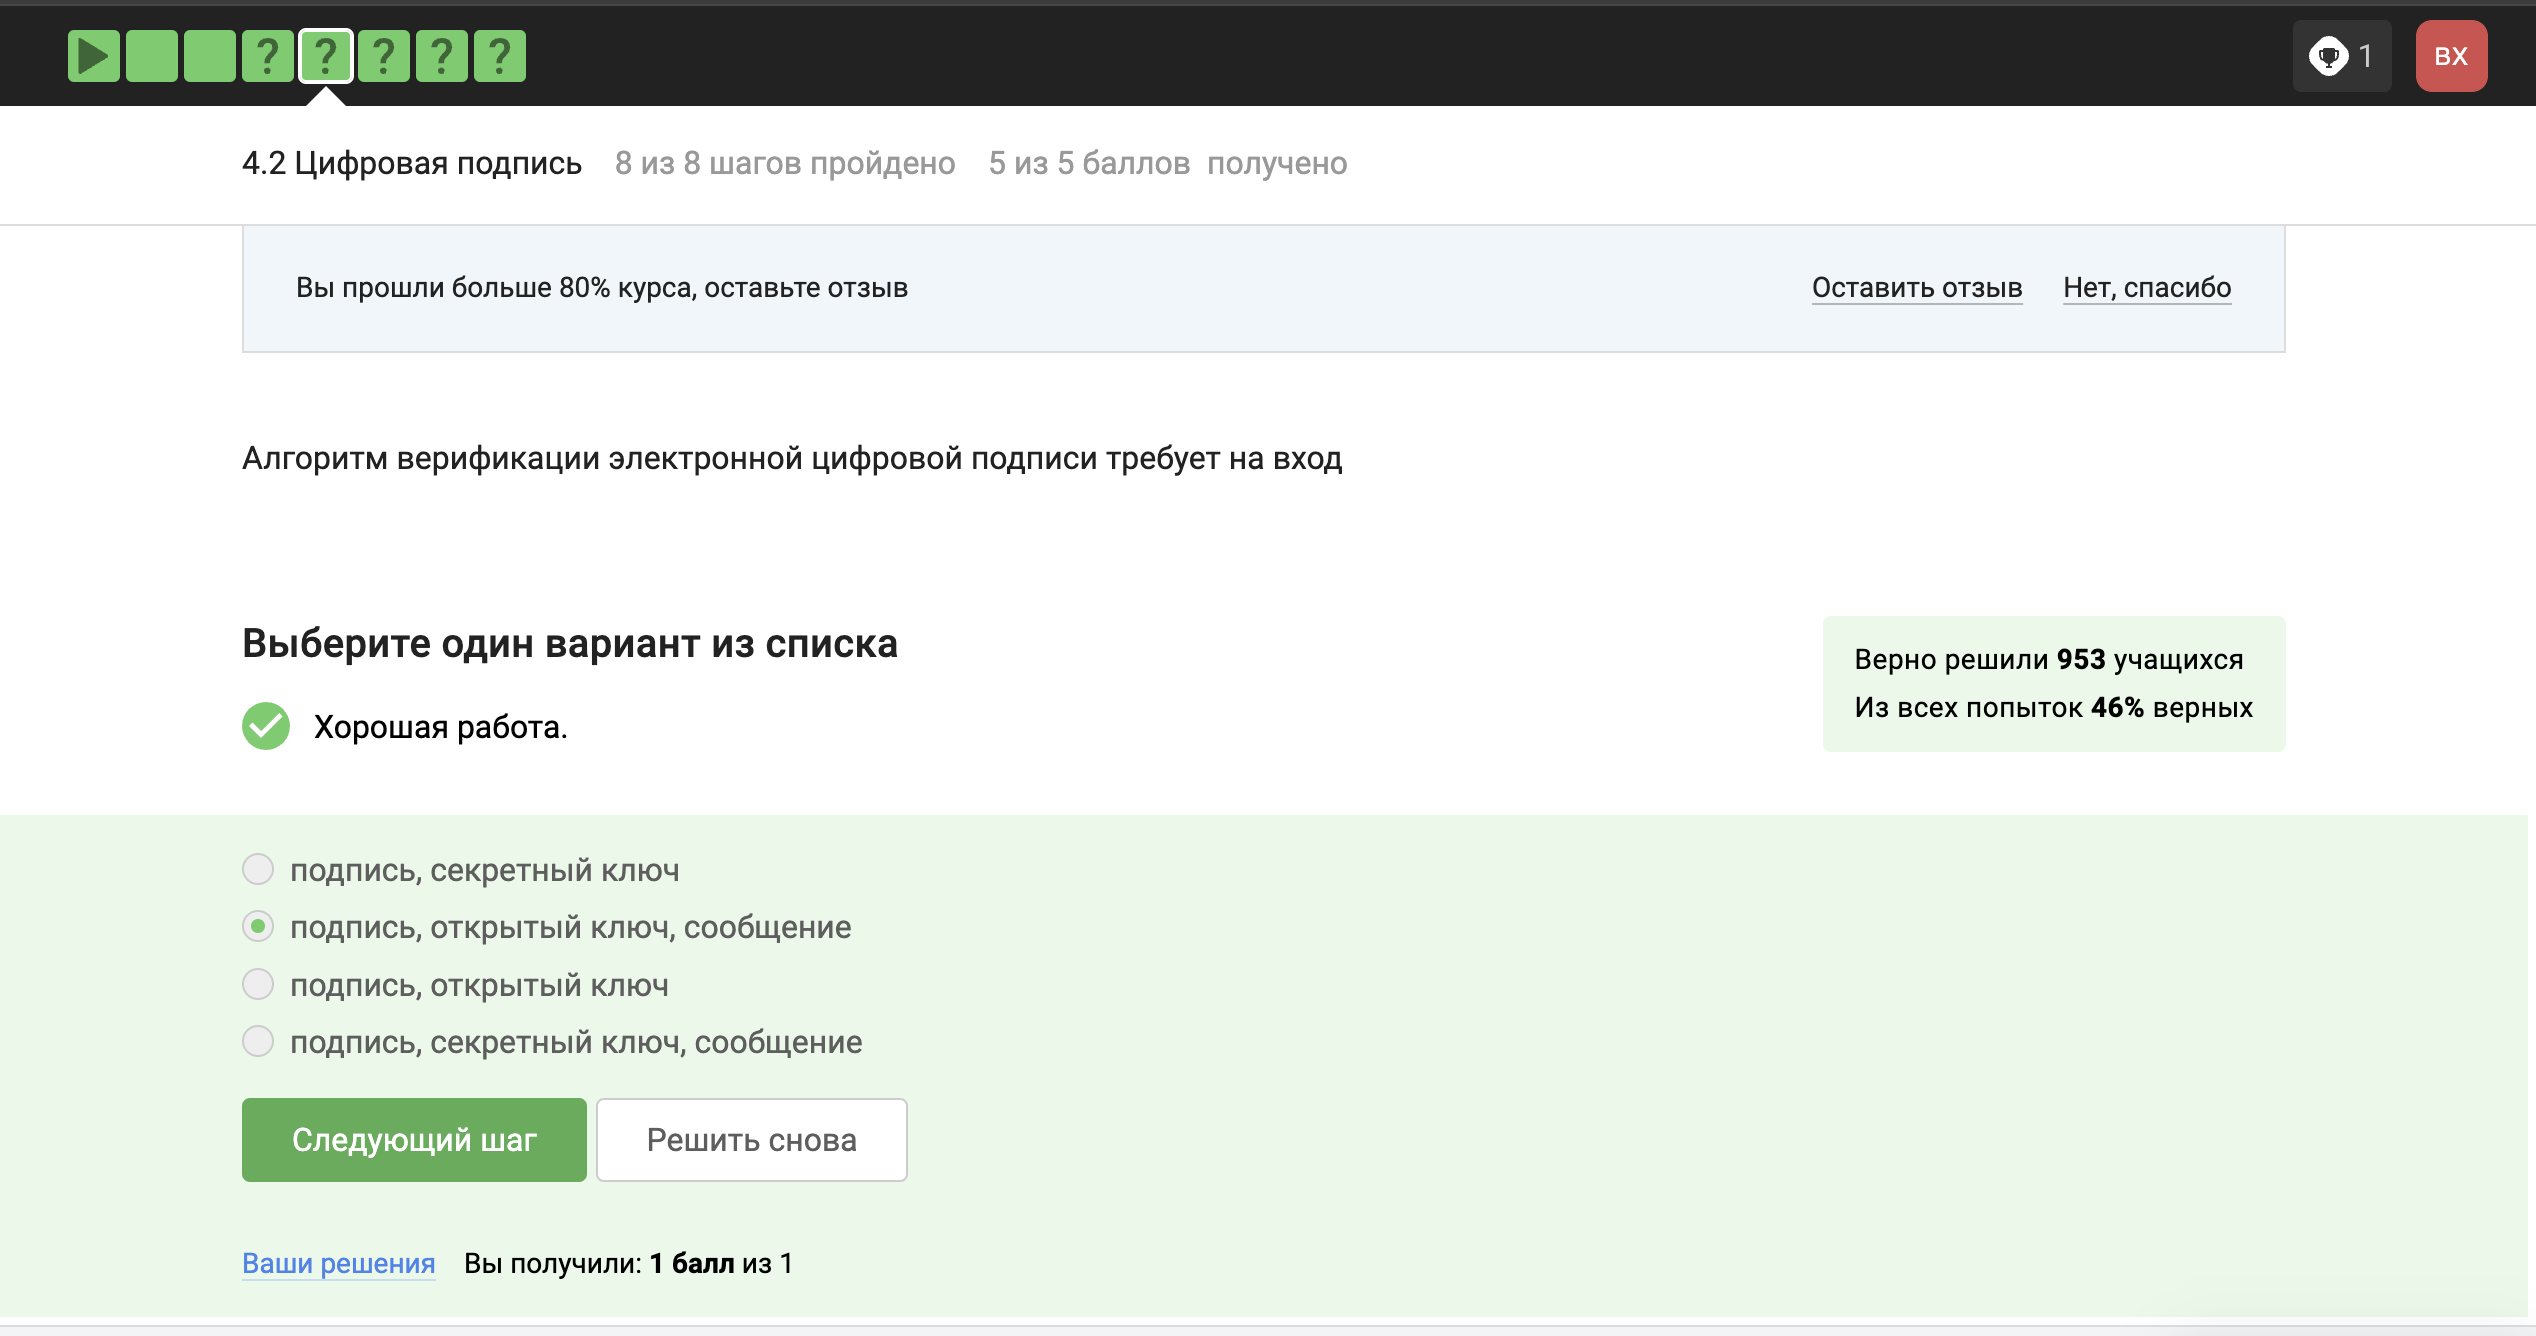 ? ? ? ? ?
1
ВХ
4.2 Цифровая подпись 8 из 8 шагов пройдено 5 из 5 баллов получено
Вы прошли больше 80% курса, оставьте отзыв Оставить отзыв Нет, спасибо
Алгоритм верификации электронной цифровой подписи требует на вход
Выберите один вариант из списка
Хорошая работа.
Верно решили 953 учащихся
Из всех попыток 46% верных
подпись, секретный ключ
подпись, открытый ключ, сообщение
подпись, открытый ключ
подпись, секретный ключ, сообщение
Следующий шаг Решить снова
Ваши решения Вы получили: 1 балл из 1